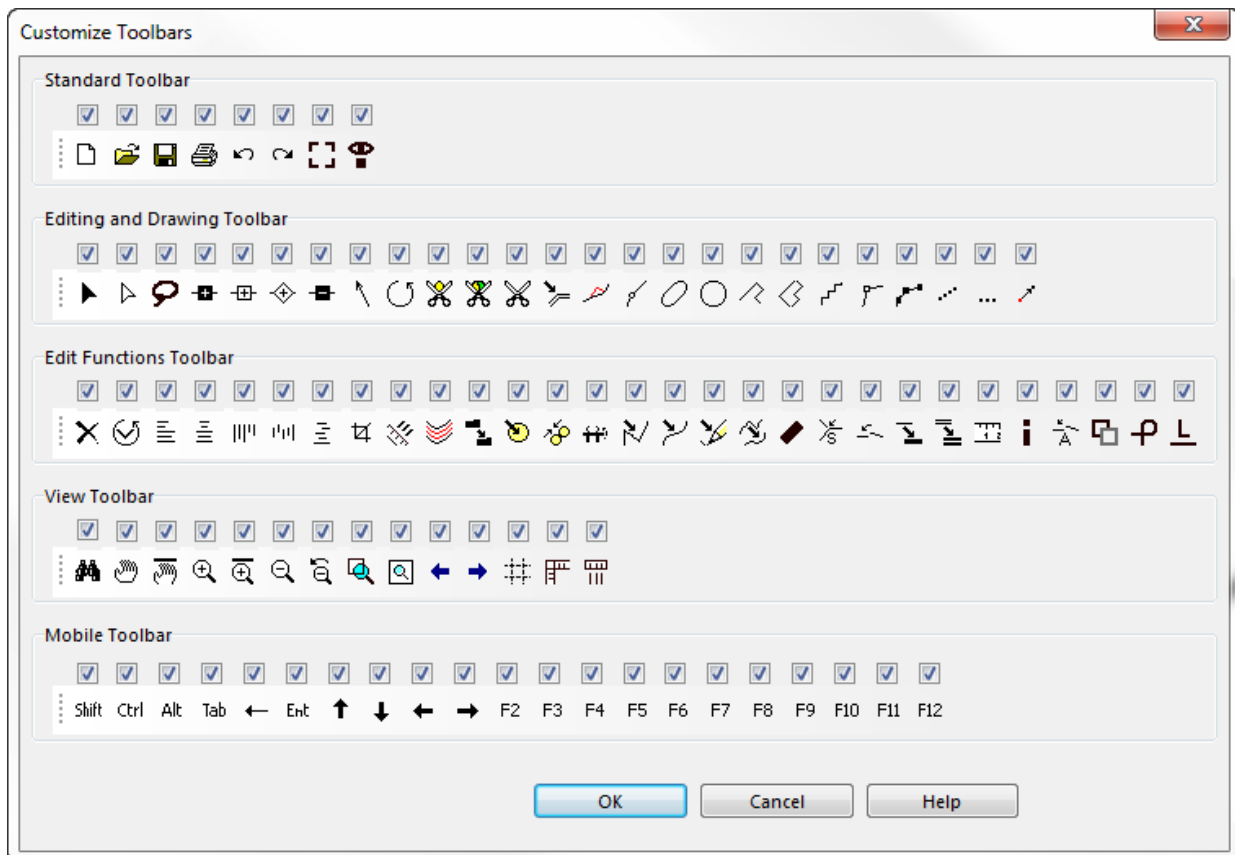 Customize Toolbars
Standard Toolbar
Editing and Drawing Toolbar
Edit Functions Toolbar
View Toolbar
Mobile Toolbar
Shift Ctrl Alt Tab ← Ent ↑ ↓ ← → F2 F3 F4 F5 F6 F7 F8 F9 F10 F11 F12
OK Cancel Help